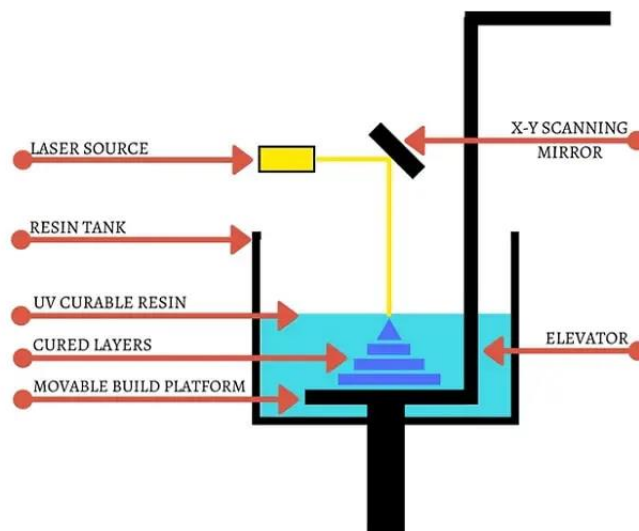 LASER SOURCE
X-Y SCANNING
MIRROR
RESIN TANK
UV CURABLE RESIN
CURED LAYERS
ELEVATOR
MOVABLE BUILD PLATFORM